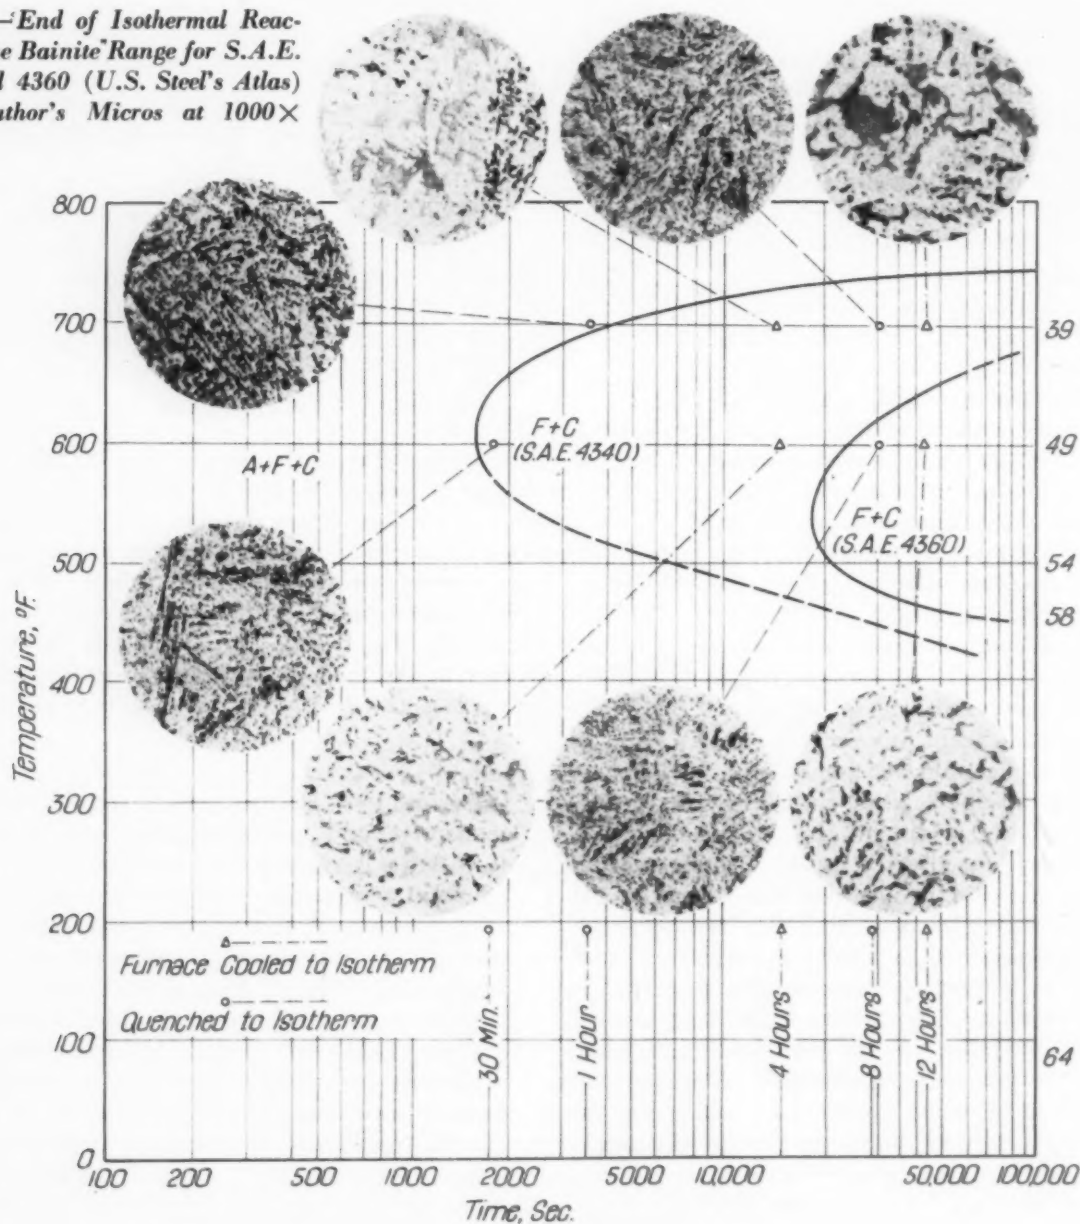 End of Isothermal Reac-
Bainite Range for S.A.E.
4360 (U.S. Steel's Atlas)
Micros at 1000×
800
700
600
500
400
300
200
100
0
Temperature, °F.
A+F+C
F+C
(S.A.E. 4340)
F+C
(S.A.E. 4360)
39
49
54
58
64
Furnace Cooled to Isotherm
Quenched to Isotherm
30 Min.
1 Hour
4 Hours
8 Hours
12 Hours
100
200
500
1000
2000
5000
10,000
50,000
100,000
Time, Sec.